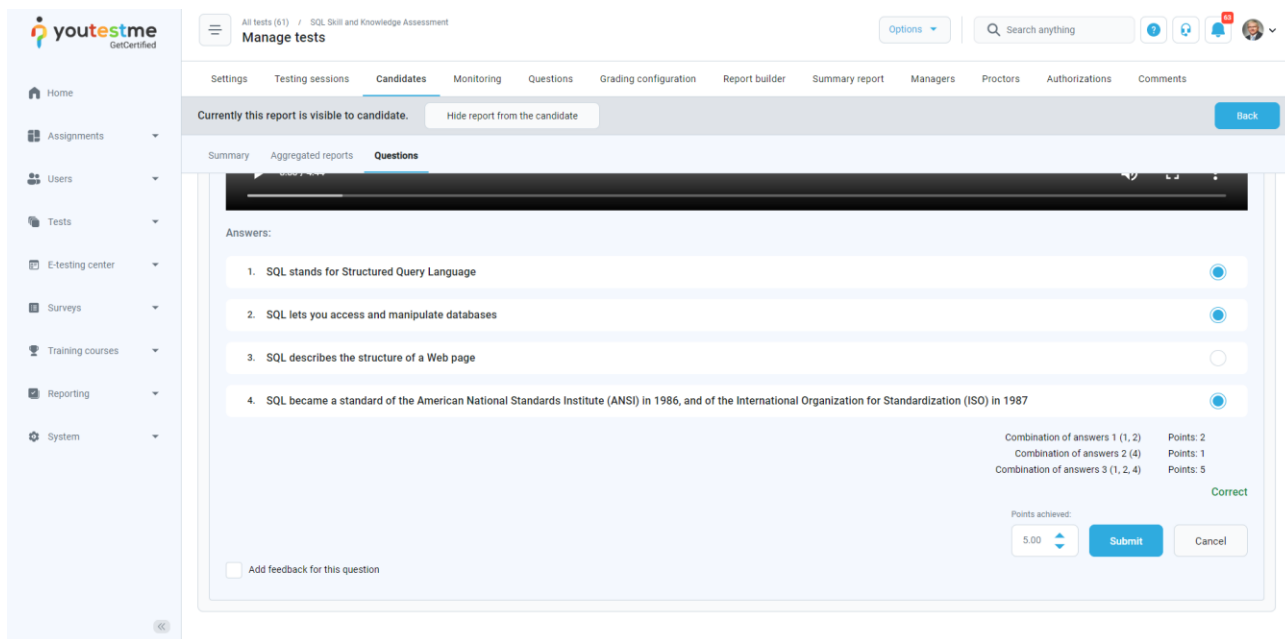 youtestme
GetCertified
Home
Assignments
Users
Tests
E-testing center
Surveys
Training courses
Reporting
System
All tests (61) / SQL Skill and Knowledge Assessment
Manage tests
Options
Search anything
63
Settings Testing sessions Candidates Monitoring Questions Grading configuration Report builder Summary report Managers Proctors Authorizations Comments
Currently this report is visible to candidate. Hide report from the candidate Back
Summary Aggregated reports Questions
Answers:
1. SQL stands for Structured Query Language
2. SQL lets you access and manipulate databases
3. SQL describes the structure of a Web page
4. SQL became a standard of the American National Standards Institute (ANSI) in 1986, and of the International Organization for Standardization (ISO) in 1987
Combination of answers 1 (1, 2) Points: 2
Combination of answers 2 (4) Points: 1
Combination of answers 3 (1, 2, 4) Points: 5
Correct
Points achieved:
5.00 Submit Cancel
Add feedback for this question